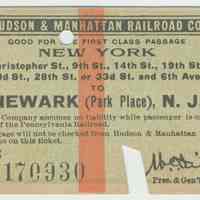 HUDSON & MANHATTAN RAILROAD CO
GOOD FOR ONE FIRST CLASS PASSAGE
NEW YORK
hristopher St., 9th St., 14th St., 19th St
d St., 28th St. or 33d St. and 6th Ave
TO
NEWARK (Park Place), N. J.
Company assumes no liability while passenger is on
of the Pennsylvania Railroad.
gage will not be checked from Hudson & Manhattan
on this ticket.
170930
Pres. & Gen'l